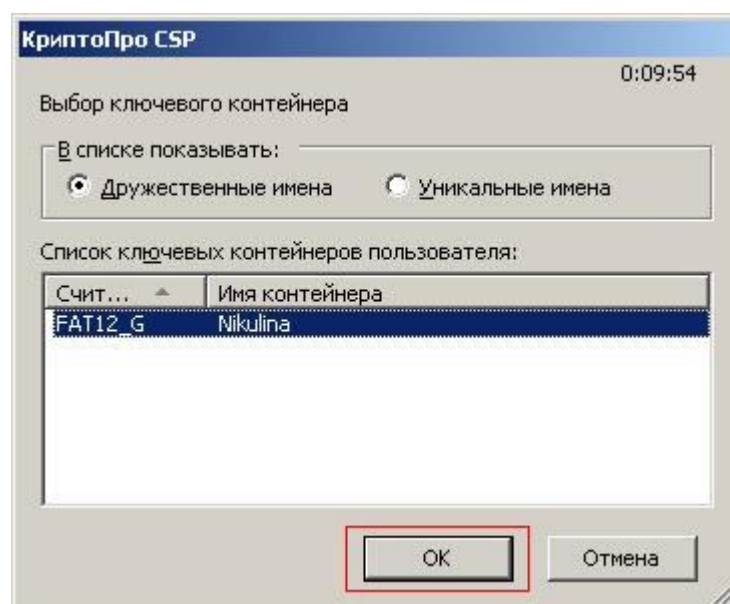 КриптоПро CSP
0:09:54
Выбор ключевого контейнера
В списке показывать:
Дружественные имена Уникальные имена
Список ключевых контейнеров пользователя:
Счит... Имя контейнера
FAT12_G Nikulina
ОК Отмена